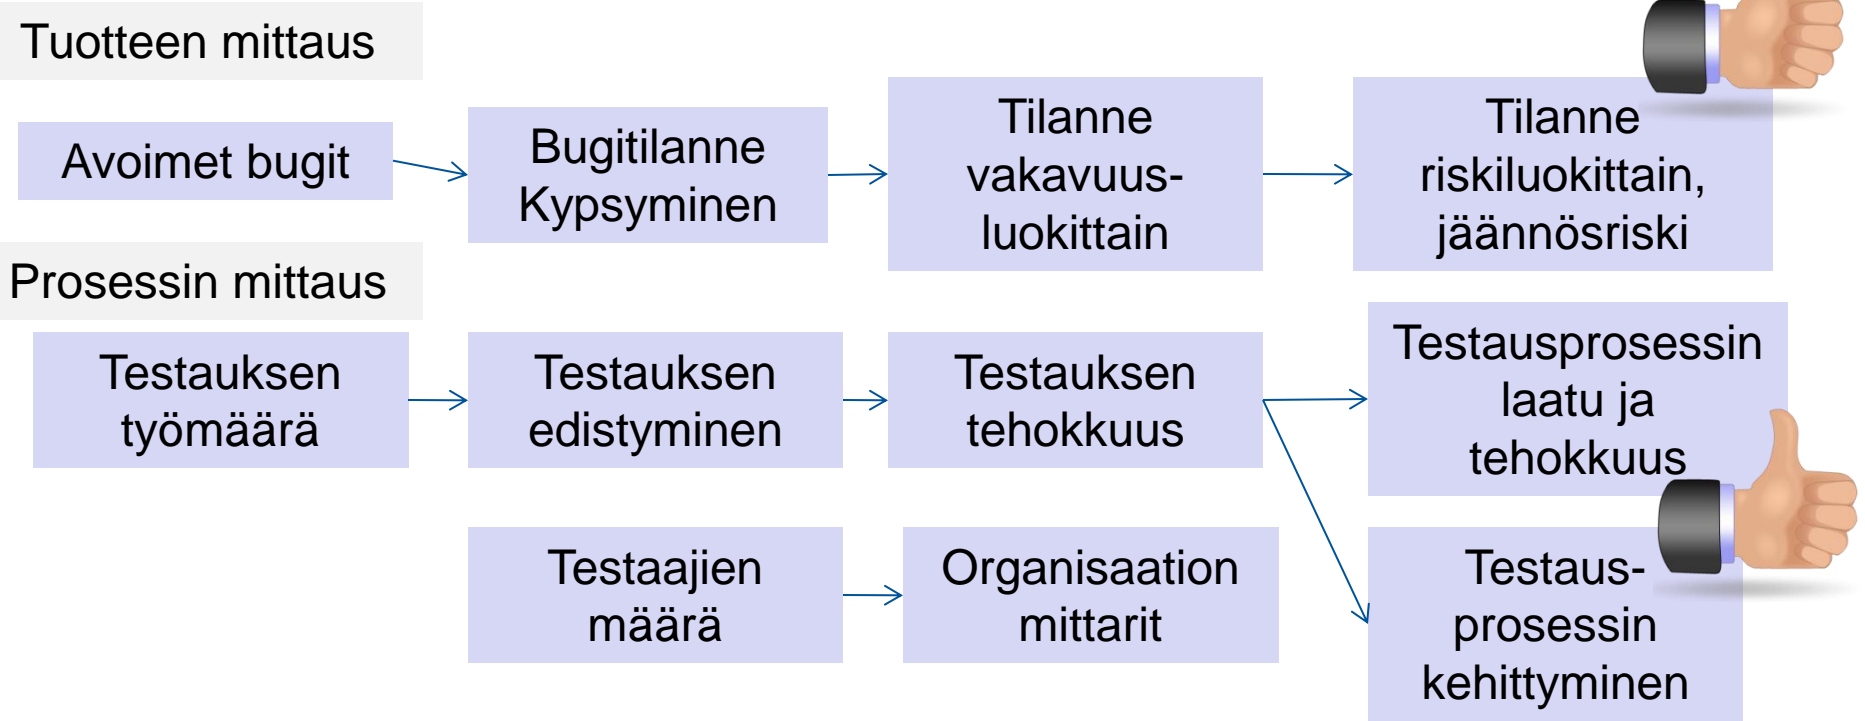 Tuotteen mittaus
Avoimet bugit
Bugitilanne
Kypsyminen
Tilanne
vakavuus-
luokittain
Tilanne
riskiluokittain,
jäännösriski
Prosessin mittaus
Testauksen
työmäärä
Testauksen
edistyminen
Testauksen
tehokkuus
Testausprosessin
laatu ja
tehokkuus
Testaajien
määrä
Organisaation
mittarit
Testaus-
prosessin
kehittyminen